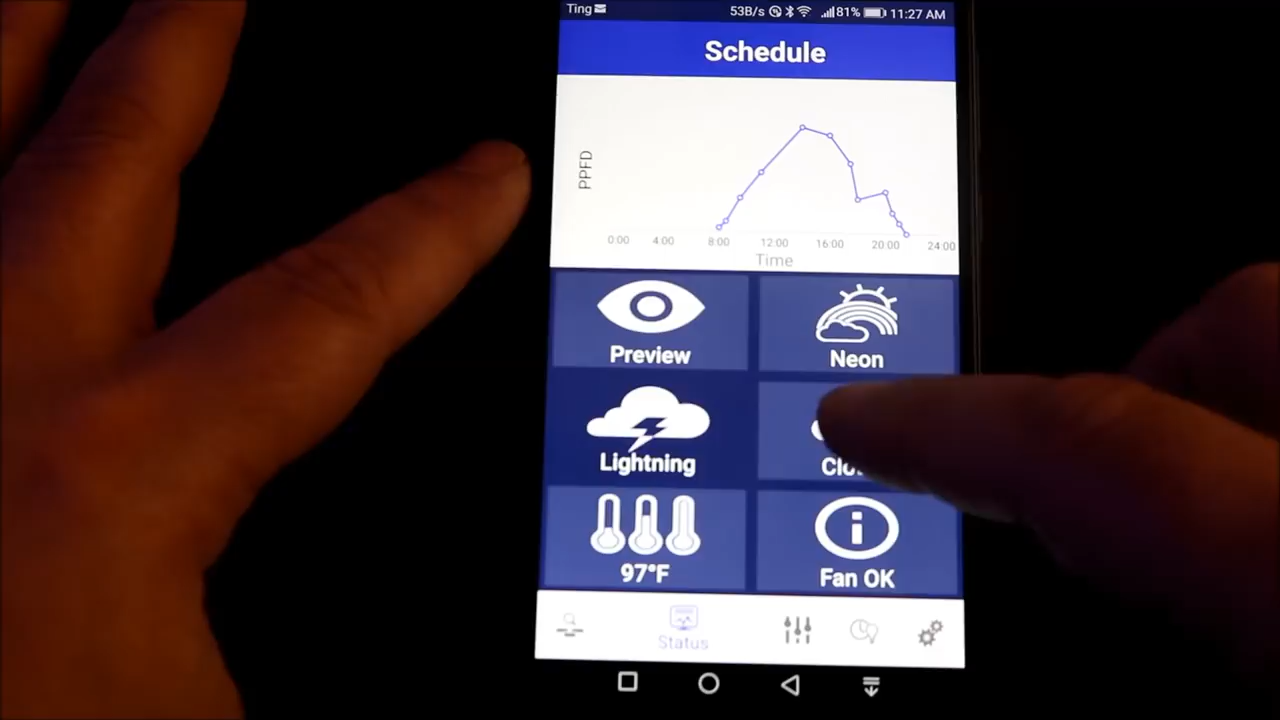 Ting 53B/s 81% 11:27 AM
Schedule
PPFD
0:00 4:00 8:00 12:00 16:00 20:00 24:00
Time
Preview Neon
Lightning
97°F Fan OK
Status